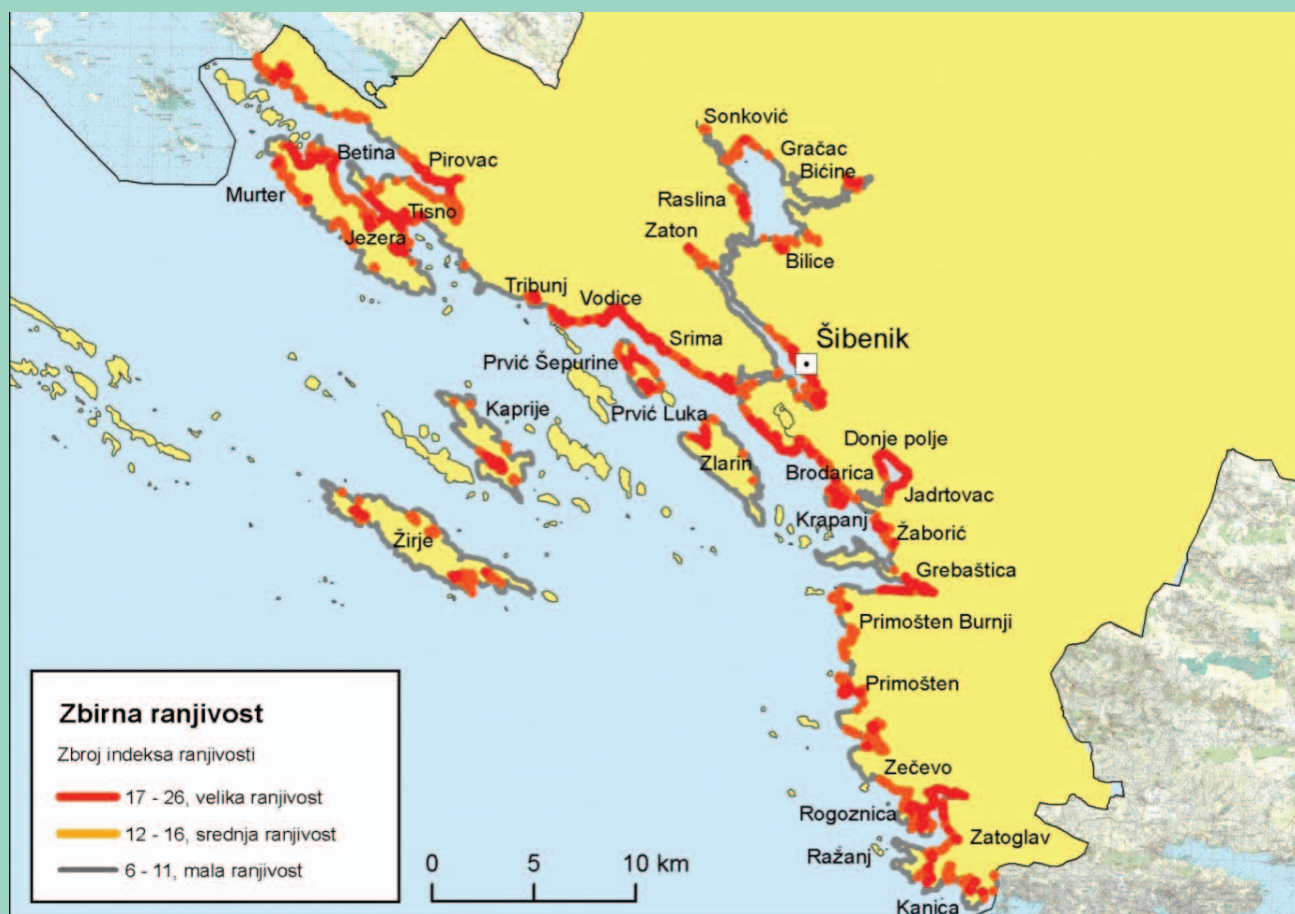 Sonković
Gračac
Bićine
Betina
Pirovac
Murter
Raslina
Tisno
Zaton
Jezera
Bilice
Tribunj
Vodice
Srima
Šibenik
Prvić Šepurine
Kaprije
Prvić Luka
Donje polje
Zlarin
Brodarica
Jadrtovac
Krapanj
Žaborić
Žirje
Grebaštica
Primošten Burnji
Primošten
Zečevo
Rogoznica
Zatoglav
Ražanj
Kanica
Zbirna ranjivost
Zbroj indeksa ranjivosti
17 - 26, velika ranjivost
12 - 16, srednja ranjivost
6 - 11, mala ranjivost
0 5 10 km